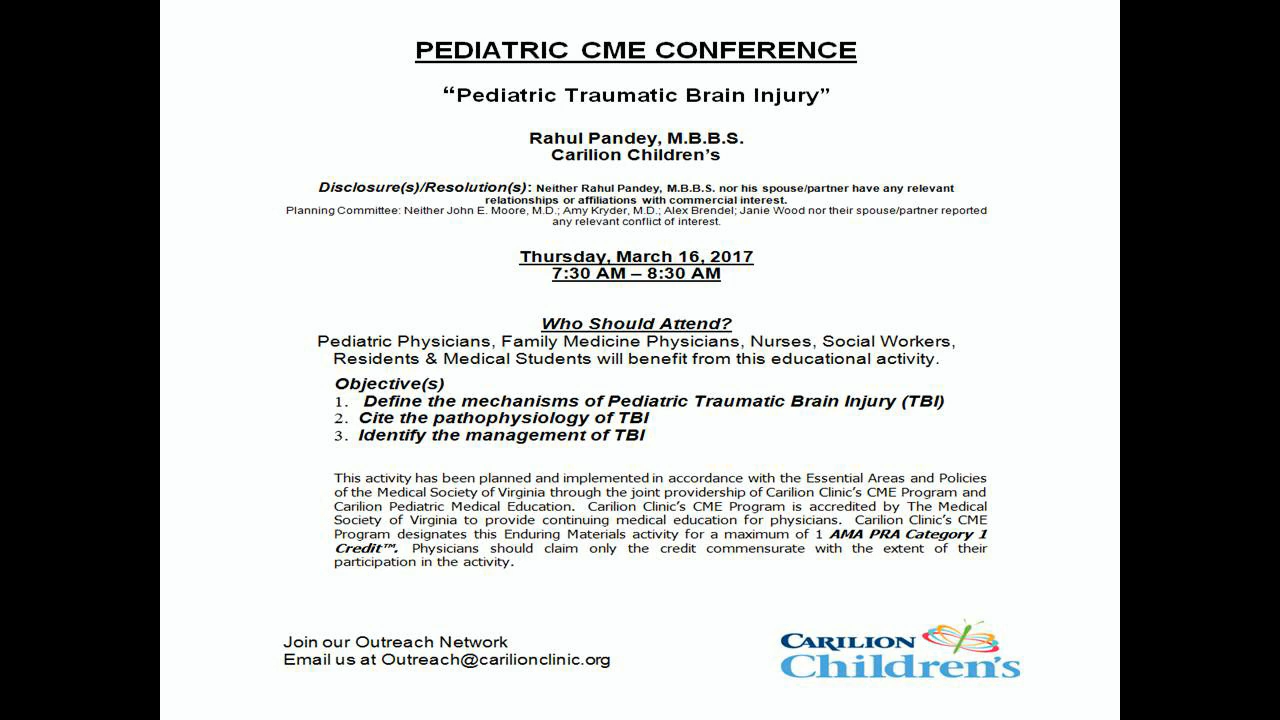 PEDIATRIC CME CONFERENCE
“Pediatric Traumatic Brain Injury”
Rahul Pandey, M.B.B.S.
Carilion Children’s
Disclosure(s)/Resolution(s): Neither Rahul Pandey, M.B.B.S. nor his spouse/partner have any relevant
relationships or affiliations with commercial interest.
Planning Committee: Neither John E. Moore, M.D.; Amy Kryder, M.D.; Alex Brendel; Janie Wood nor their spouse/partner reported
any relevant conflict of interest.
Thursday, March 16, 2017
7:30 AM – 8:30 AM
Who Should Attend?
Pediatric Physicians, Family Medicine Physicians, Nurses, Social Workers,
Residents & Medical Students will benefit from this educational activity.
Objective(s)
1. Define the mechanisms of Pediatric Traumatic Brain Injury (TBI)
2. Cite the pathophysiology of TBI
3. Identify the management of TBI
This activity has been planned and implemented in accordance with the Essential Areas and Policies
of the Medical Society of Virginia through the joint providership of Carilion Clinic’s CME Program and
Carilion Pediatric Medical Education. Carilion Clinic’s CME Program is accredited by The Medical
Society of Virginia to provide continuing medical education for physicians. Carilion Clinic’s CME
Program designates this Enduring Materials activity for a maximum of 1 AMA PRA Category 1
Credit™. Physicians should claim only the credit commensurate with the extent of their
participation in the activity.
Join our Outreach Network
Email us at Outreach@carilionclinic.org
CARILION
Children's